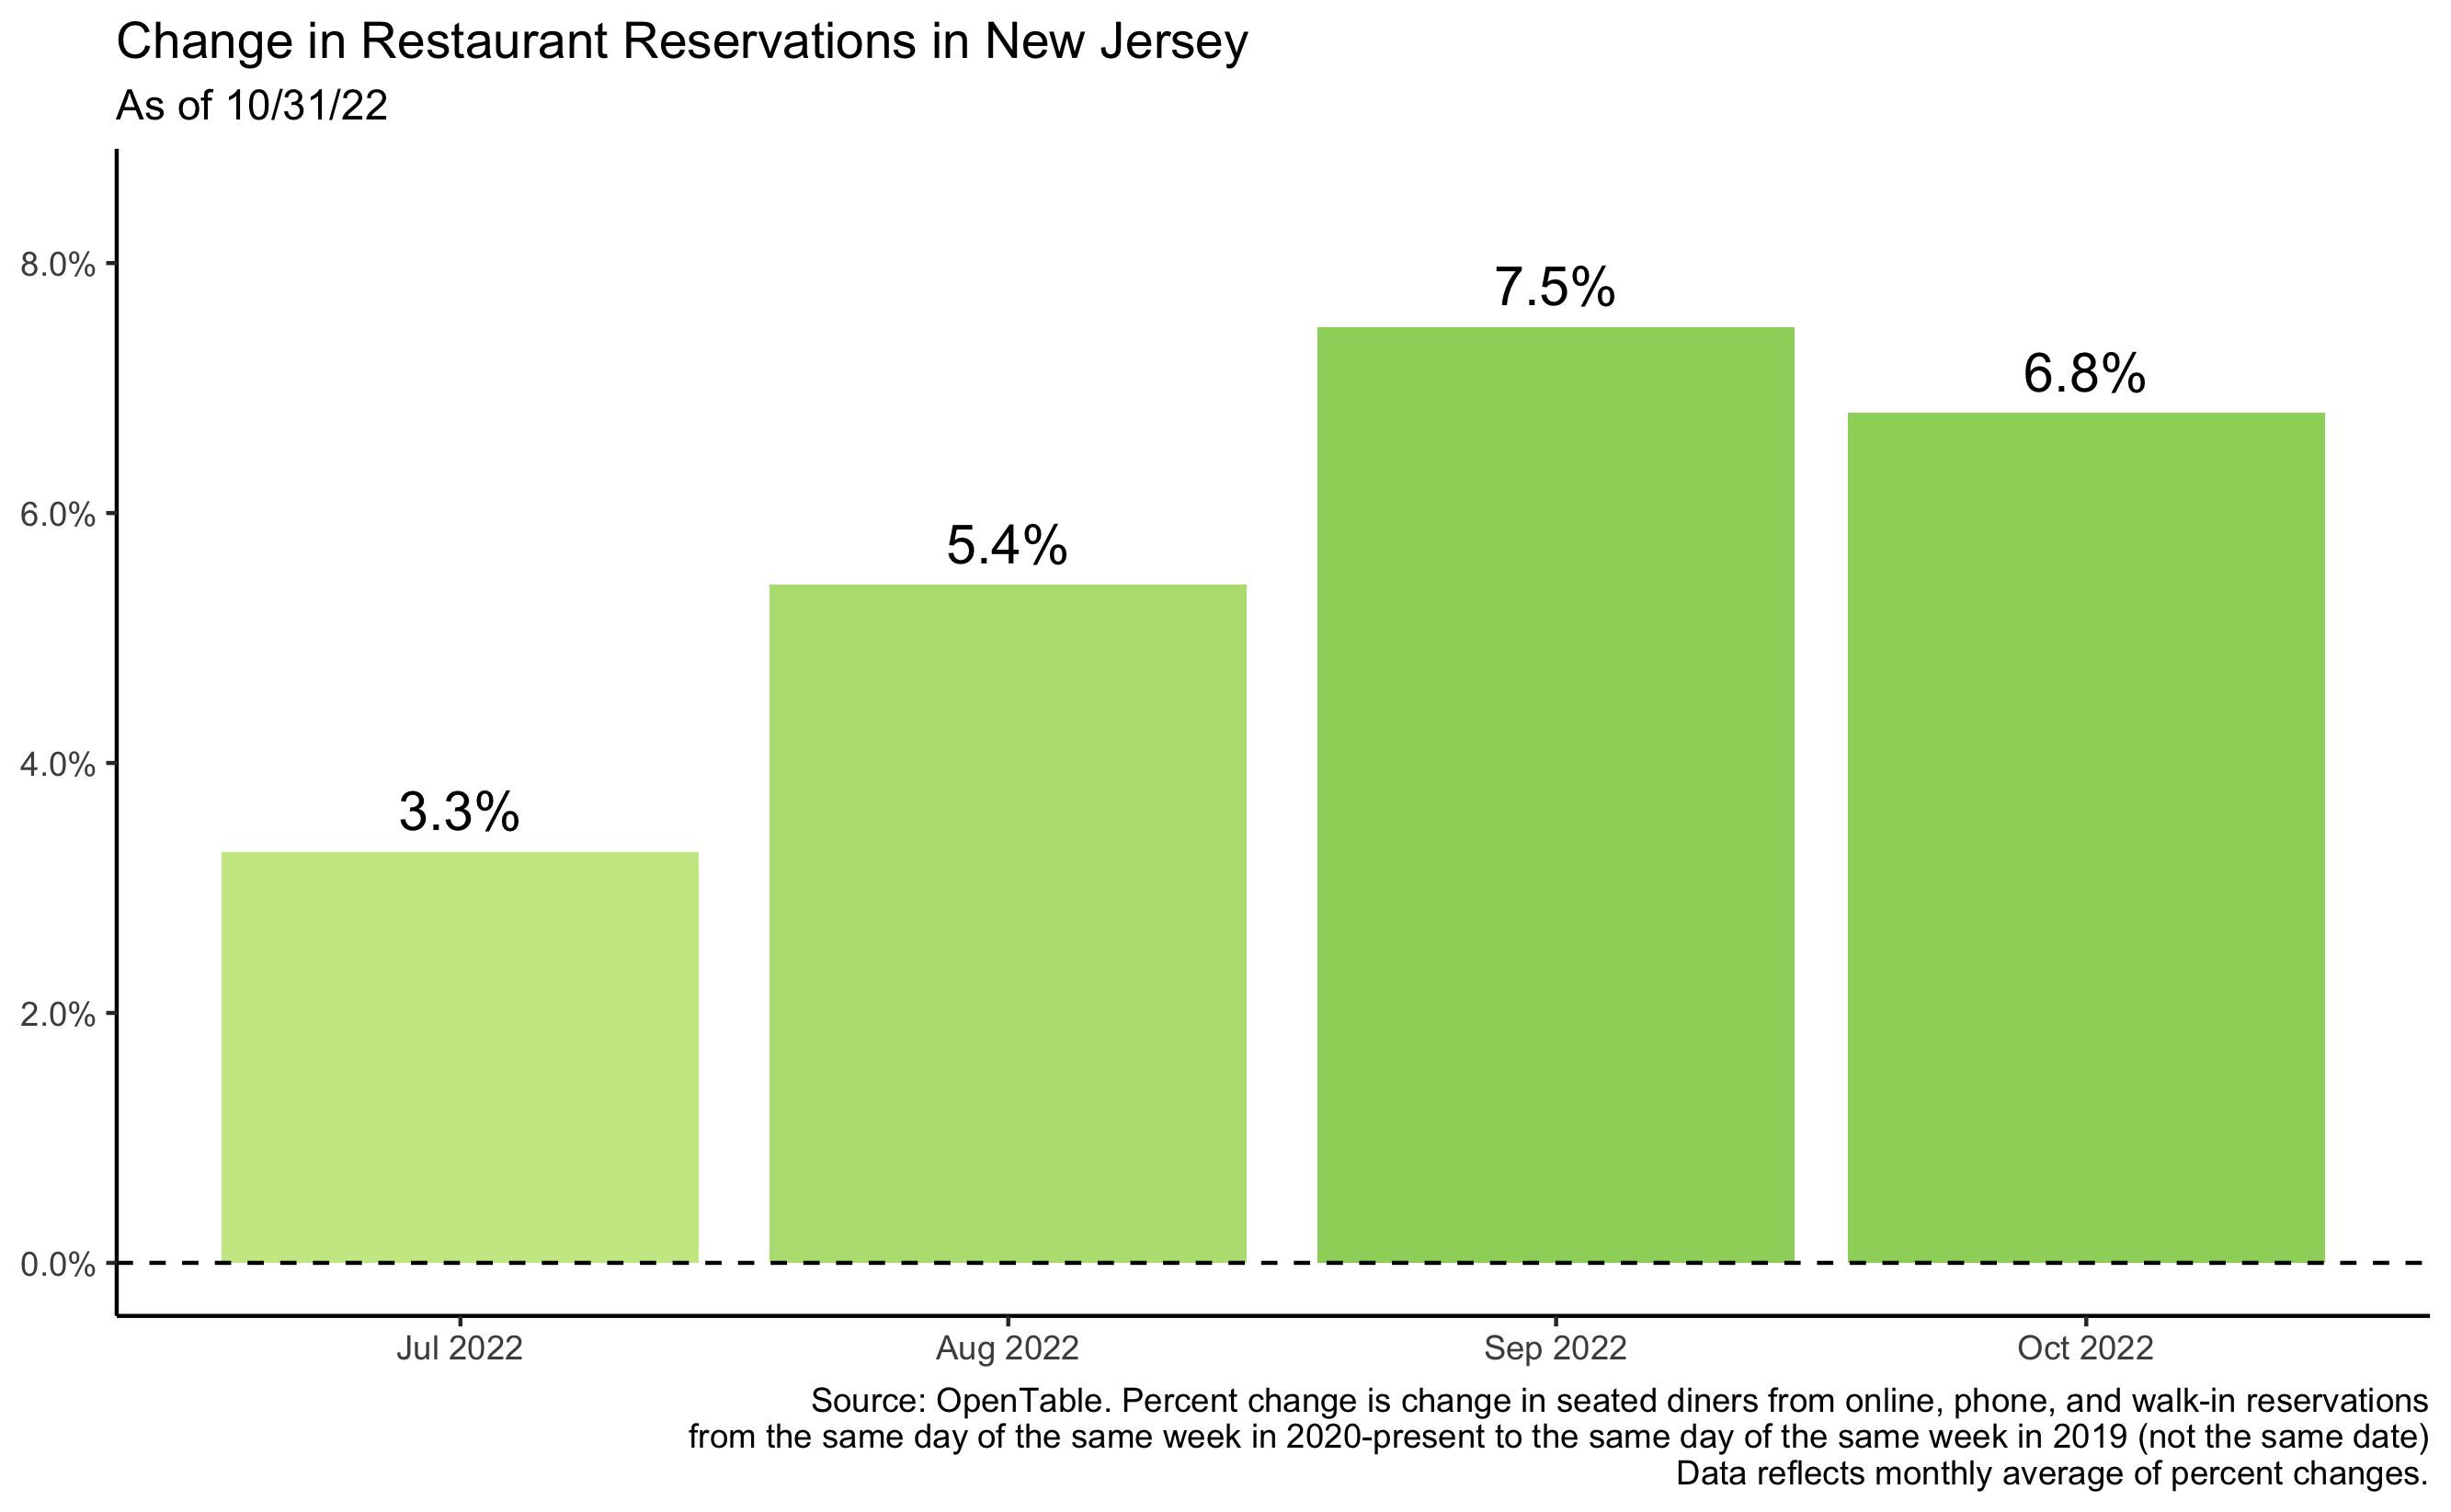 Change in Restaurant Reservations in New Jersey
As of 10/31/22
8.0%
6.0%
4.0%
2.0%
0.0%
3.3%
5.4%
7.5%
6.8%
Jul 2022
Aug 2022
Sep 2022
Oct 2022
Source: OpenTable. Percent change is change in seated diners from online, phone, and walk-in reservations
from the same day of the same week in 2020-present to the same day of the same week in 2019 (not the same date)
Data reflects monthly average of percent changes.